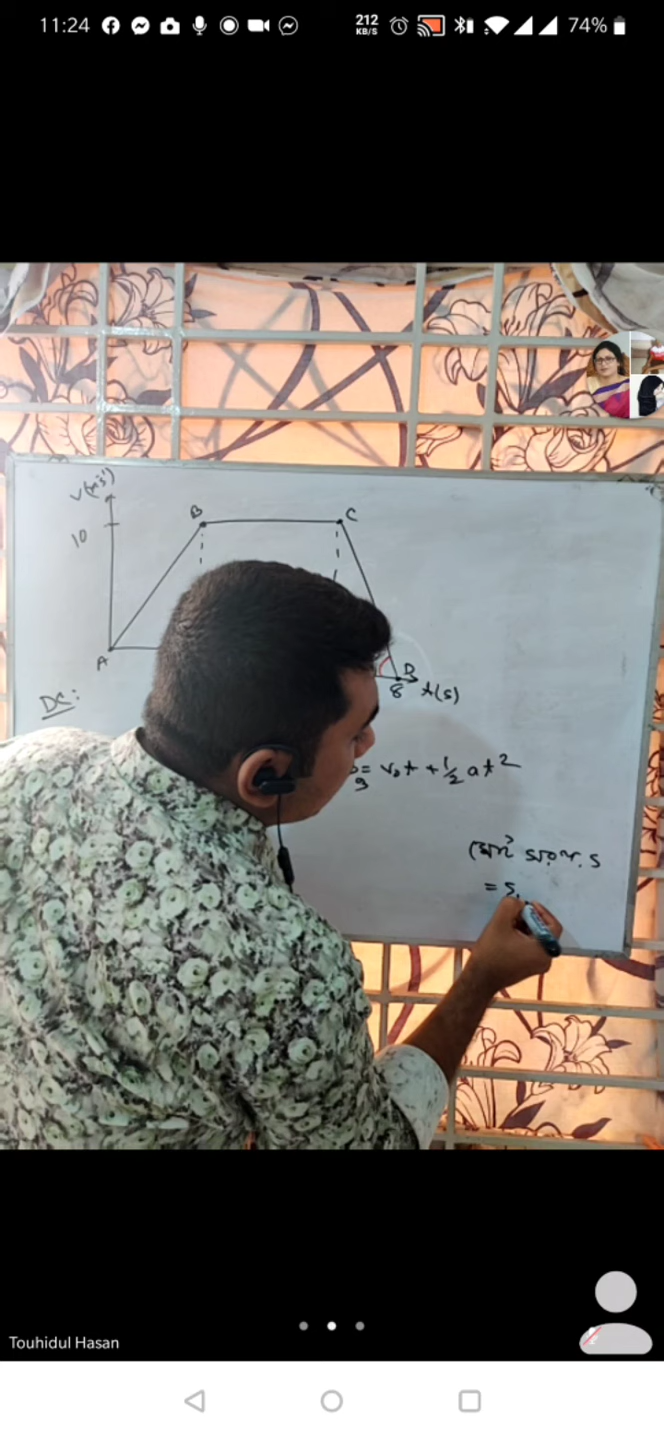 11:24
212
KB/S
74%
V(ms⁻¹)
10
B
C
A
D
8
t(s)
DC:
= v₀t + ½at²
মোট সরণ, S
= S
Touhidul Hasan